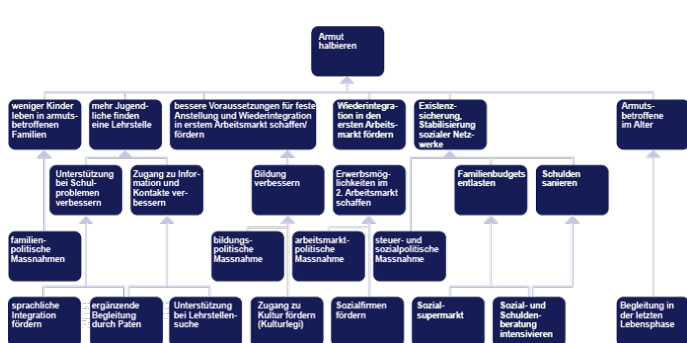 Armut
halbieren
weniger Kinder
leben in armuts-
betroffenen
Familien
mehr Jugend-
liche finden
eine Lehrstelle
bessere Voraussetzungen für feste
Anstellung und Wiederintegration
in erstem Arbeitsmarkt schaffen/
fördern
Wiederintegra-
tion in den
ersten Arbeits-
markt fördern
Existenz-
sicherung,
Stabilisierung
sozialer Netz-
werke
Armuts-
betroffene
im Alter
Unterstützung
bei Schul-
problemen
verbessern
Zugang zu Infor-
mation und
Kontakte ver-
bessern
Bildung
verbessern
Erwerbsmög-
lichkeiten im
2. Arbeitsmarkt
schaffen
Familienbudgets
entlasten
Schulden
sanieren
familien-
politische
Massnahmen
bildungs-
politische
Massnahme
arbeitsmarkt-
politische
Massnahme
steuer- und
sozialpolitische
Massnahme
sprachliche
Integration
fördern
ergänzende
Begleitung
durch Paten
Unterstützung
bei Lehrstellen-
suche
Zugang zu
Kultur fördern
(Kulturlegi)
Sozialfirmen
fördern
Sozial-
supermarkt
Sozial- und
Schulden-
beratung
intensivieren
Begleitung in
der letzten
Lebensphase